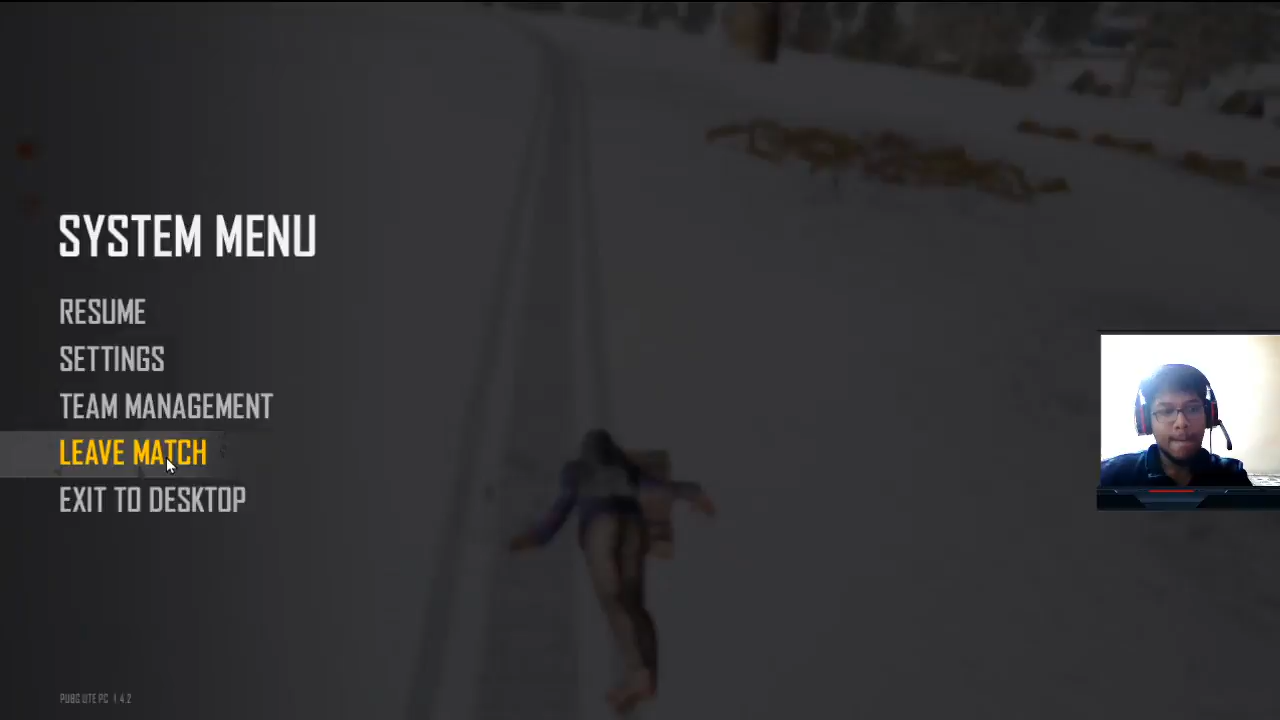 SYSTEM MENU
RESUME
SETTINGS
TEAM MANAGEMENT
LEAVE MATCH
EXIT TO DESKTOP
PUBG LITE PC 1.4.2